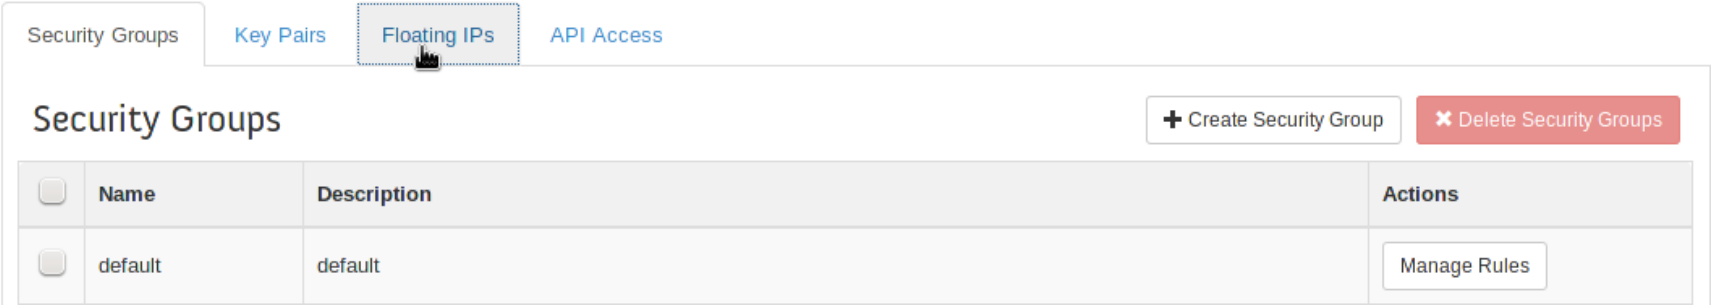 Security Groups Key Pairs Floating IPs API Access
Security Groups Create Security Group Delete Security Groups
Name Description Actions
default default Manage Rules